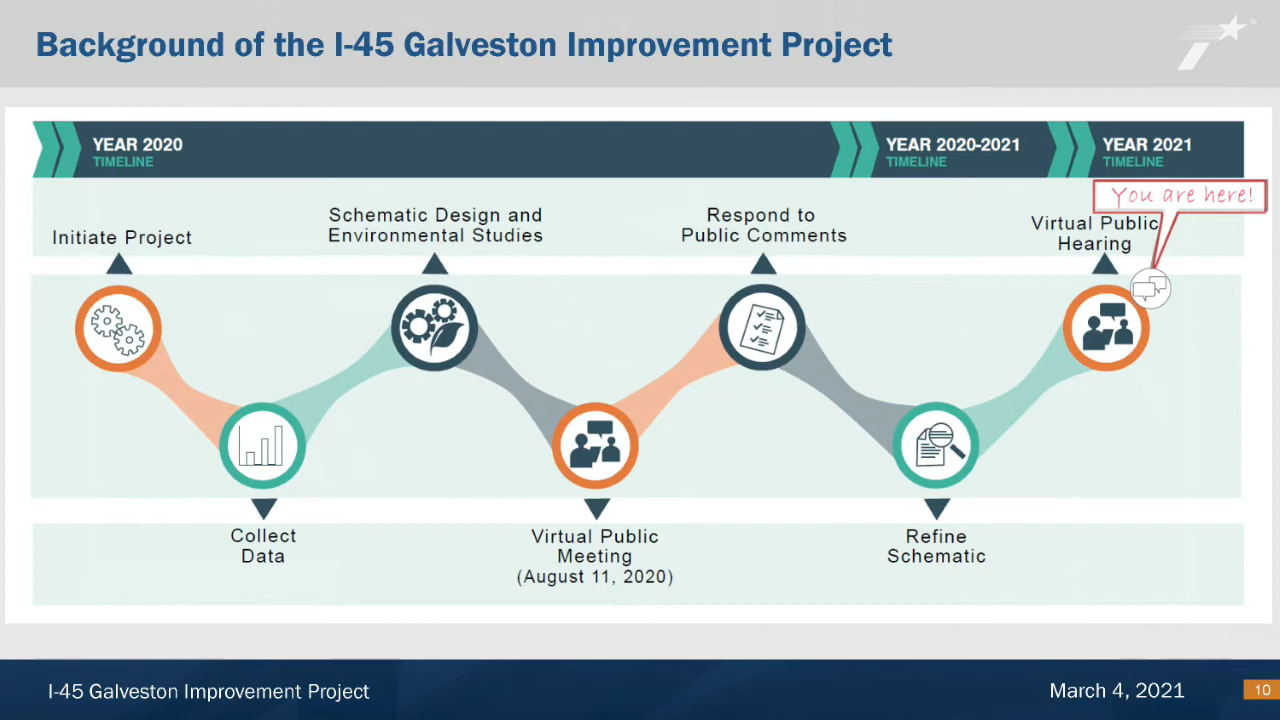 Background of the I-45 Galveston Improvement Project
YEAR 2020
TIMELINE
YEAR 2020-2021
TIMELINE
YEAR 2021
TIMELINE
You are here!
Initiate Project
Schematic Design and
Environmental Studies
Respond to
Public Comments
Virtual Public
Hearing
Collect
Data
Virtual Public
Meeting
(August 11, 2020)
Refine
Schematic
I-45 Galveston Improvement Project
March 4, 2021
10